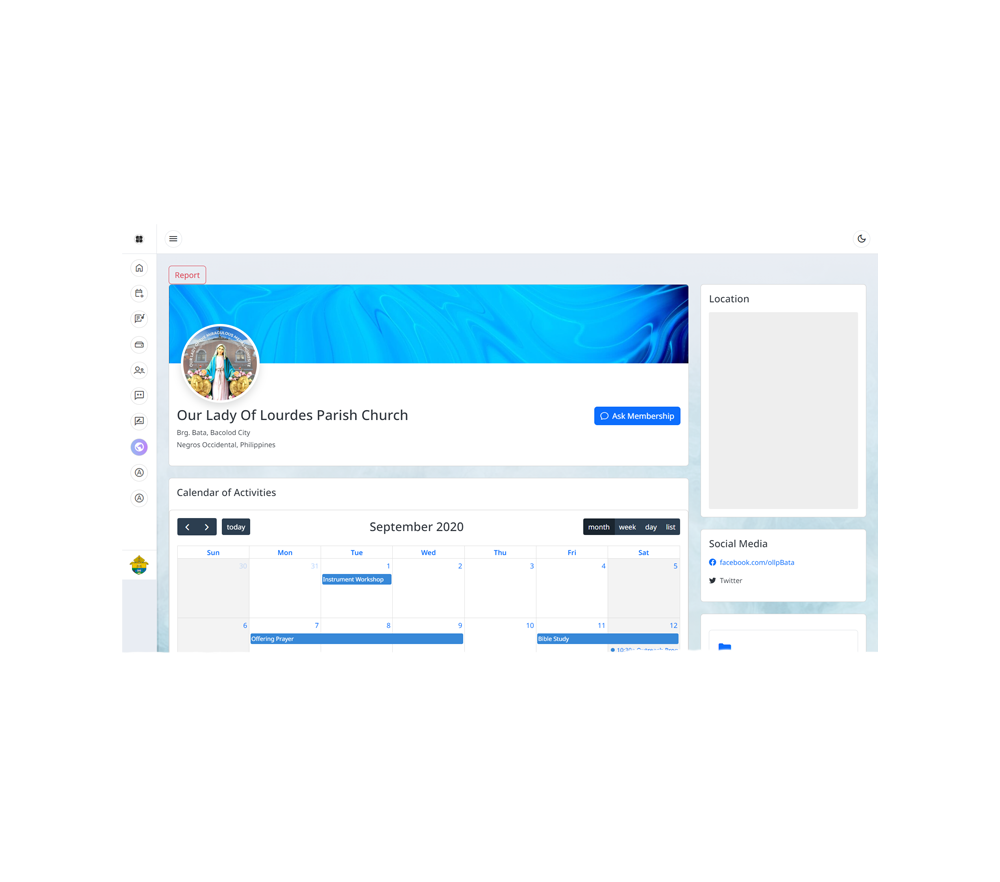 Report
Our Lady Of Lourdes Parish Church
Brg. Bata, Bacolod City
Negros Occidental, Philippines
Ask Membership
Calendar of Activities
today
September 2020
month week day list
Sun Mon Tue Wed Thu Fri Sat
30 31 1 2 3 4 5
Instrument Workshop
6 7 8 9 10 11 12
Offering Prayer
Bible Study
Location
Social Media
facebook.com/ollpBata
Twitter